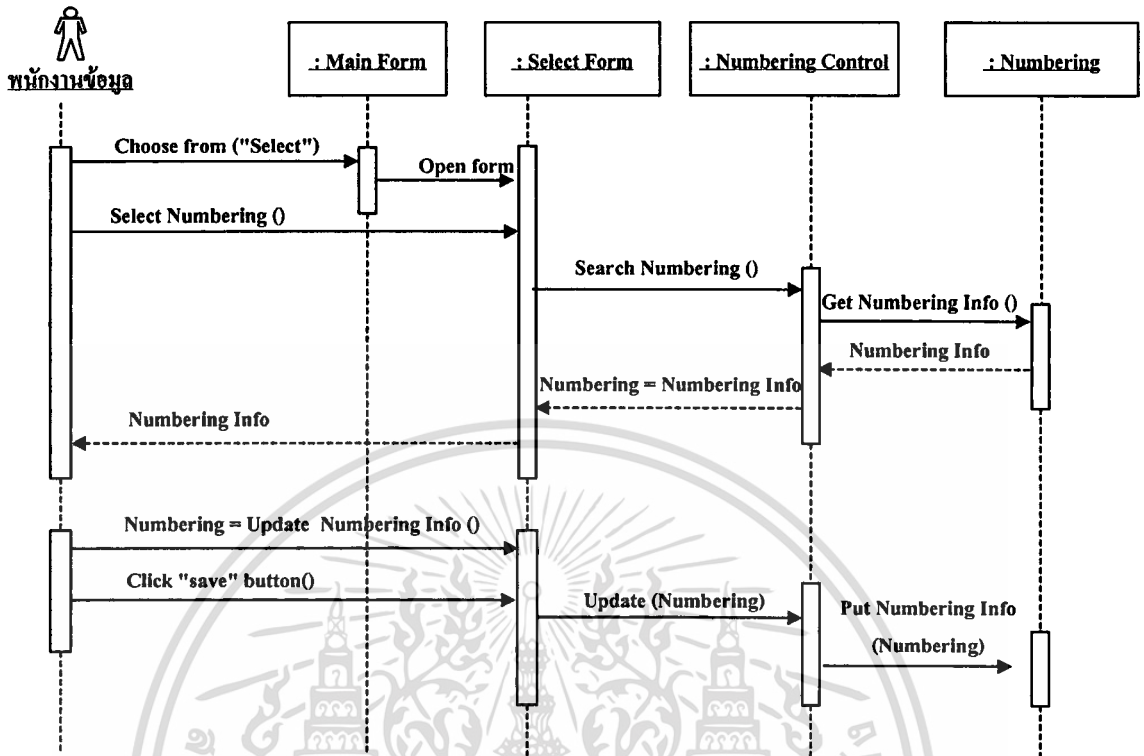 พนักงานข้อมูล
: Main Form
: Select Form
: Numbering Control
: Numbering
Choose from ("Select")
Open form
Select Numbering ()
Search Numbering ()
Get Numbering Info ()
Numbering Info
Numbering = Numbering Info
Numbering Info
Numbering = Update Numbering Info ()
Click "save" button()
Update (Numbering)
Put Numbering Info
(Numbering)